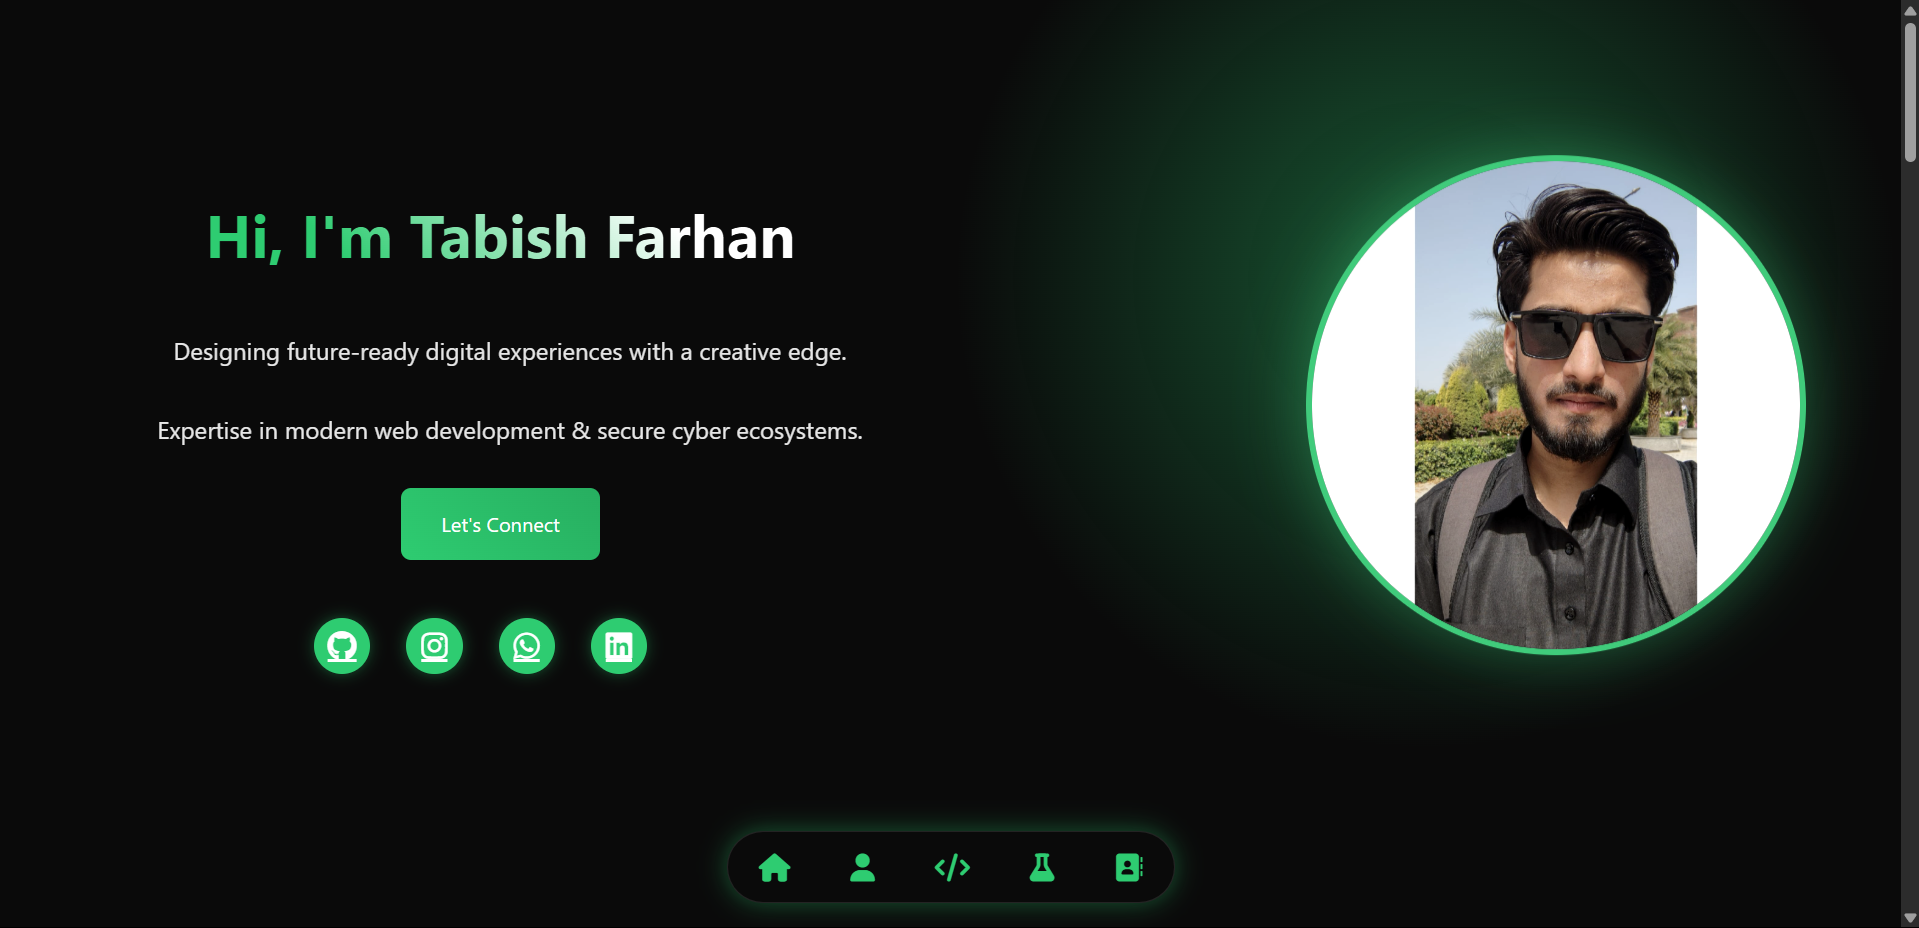 Hi, I'm Tabish Farhan
Designing future-ready digital experiences with a creative edge.
Expertise in modern web development & secure cyber ecosystems.
Let's Connect
in